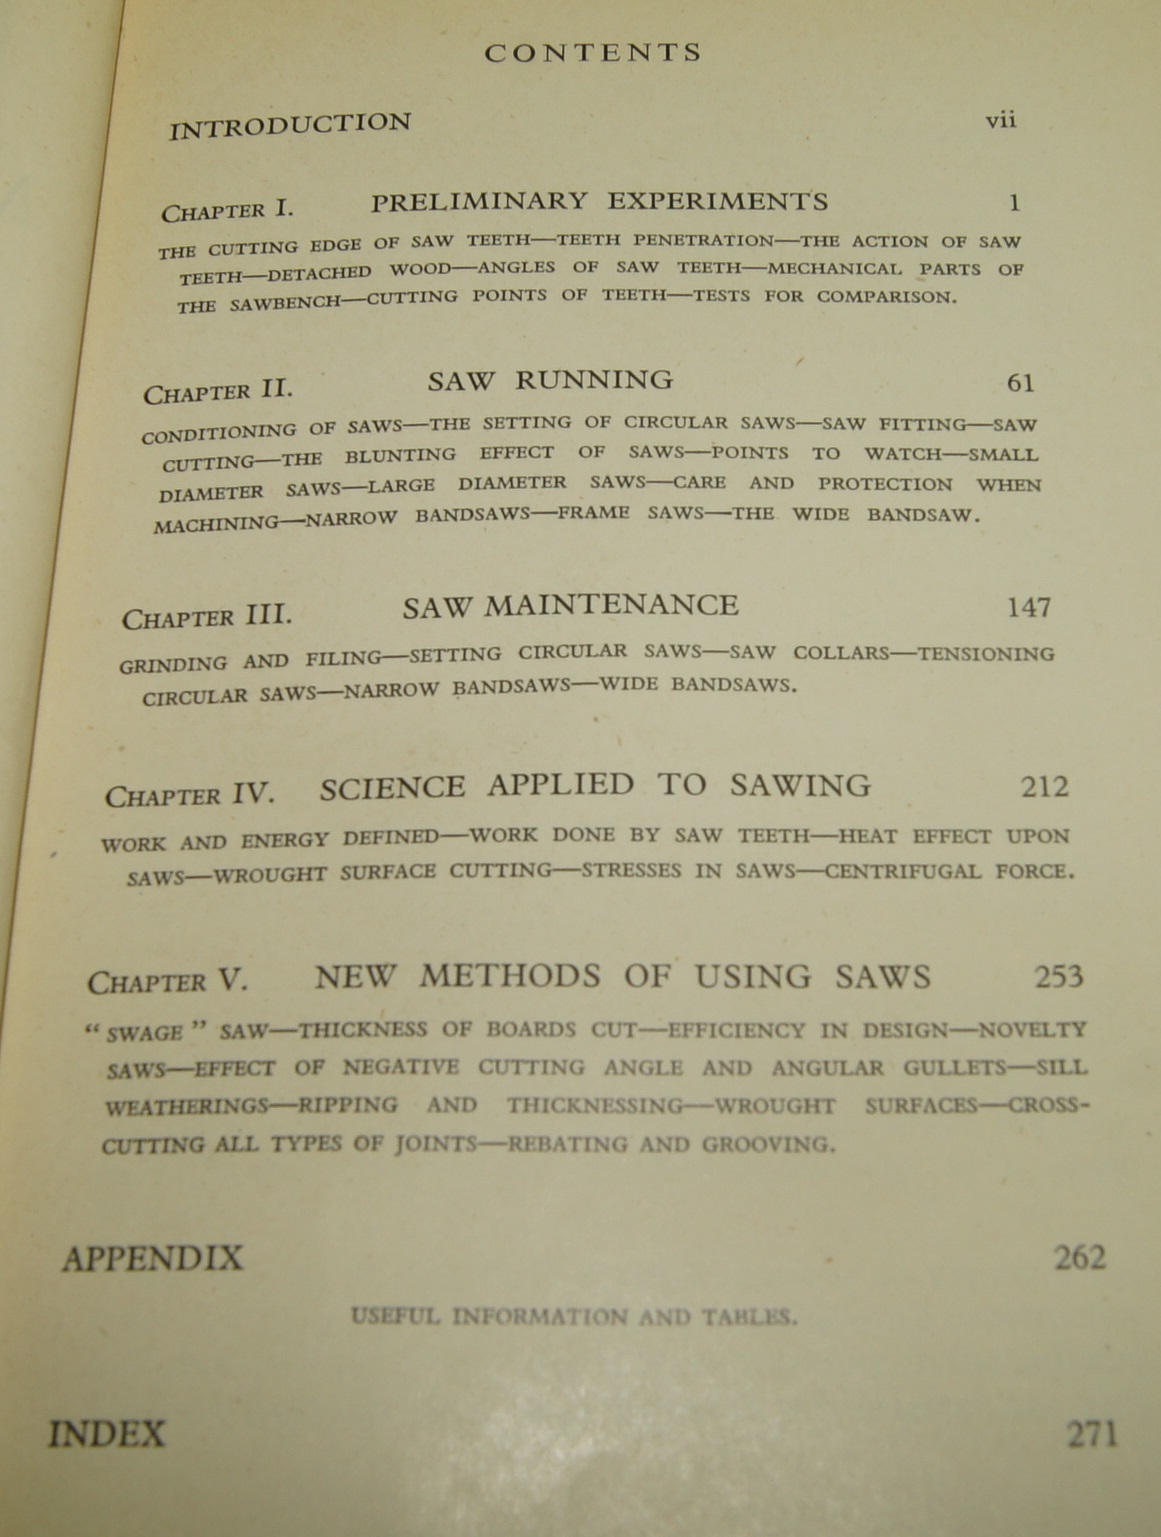 CONTENTS
INTRODUCTION vii
CHAPTER I. PRELIMINARY EXPERIMENTS 1
THE CUTTING EDGE OF SAW TEETH—TEETH PENETRATION—THE ACTION OF SAW
TEETH—DETACHED WOOD—ANGLES OF SAW TEETH—MECHANICAL PARTS OF
THE SAWBENCH—CUTTING POINTS OF TEETH—TESTS FOR COMPARISON.
CHAPTER II. SAW RUNNING 61
CONDITIONING OF SAWS—THE SETTING OF CIRCULAR SAWS—SAW FITTING—SAW
CUTTING—THE BLUNTING EFFECT OF SAWS—POINTS TO WATCH—SMALL
DIAMETER SAWS—LARGE DIAMETER SAWS—CARE AND PROTECTION WHEN
MACHINING—NARROW BANDSAWS—FRAME SAWS—THE WIDE BANDSAW.
CHAPTER III. SAW MAINTENANCE 147
GRINDING AND FILING—SETTING CIRCULAR SAWS—SAW COLLARS—TENSIONING
CIRCULAR SAWS—NARROW BANDSAWS—WIDE BANDSAWS.
CHAPTER IV. SCIENCE APPLIED TO SAWING 212
WORK AND ENERGY DEFINED—WORK DONE BY SAW TEETH—HEAT EFFECT UPON
SAWS—WROUGHT SURFACE CUTTING—STRESSES IN SAWS—CENTRIFUGAL FORCE.
CHAPTER V. NEW METHODS OF USING SAWS 253
“SWAGE” SAW—THICKNESS OF BOARDS CUT—EFFICIENCY IN DESIGN—NOVELTY
SAWS—EFFECT OF NEGATIVE CUTTING ANGLE AND ANGULAR GULLETS—SILL
WEATHERINGS—RIPPING AND THICKNESSING—WROUGHT SURFACES—CROSS-
CUTTING ALL TYPES OF JOINTS—REBATING AND GROOVING.
APPENDIX 262
USEFUL INFORMATION AND TABLES.
INDEX 271